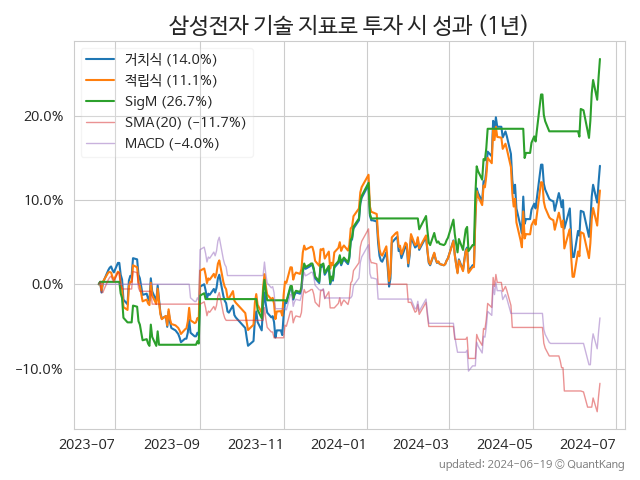 삼성전자 기술 지표로 투자 시 성과 (1년)
거치식 (14.0%)
적립식 (11.1%)
SigM (26.7%)
SMA(20) (−11.7%)
MACD (−4.0%)
20.0%
10.0%
0.0%
−10.0%
2023-07 2023-09 2023-11 2024-01 2024-03 2024-05 2024-07
updated: 2024-06-19 © QuantKang